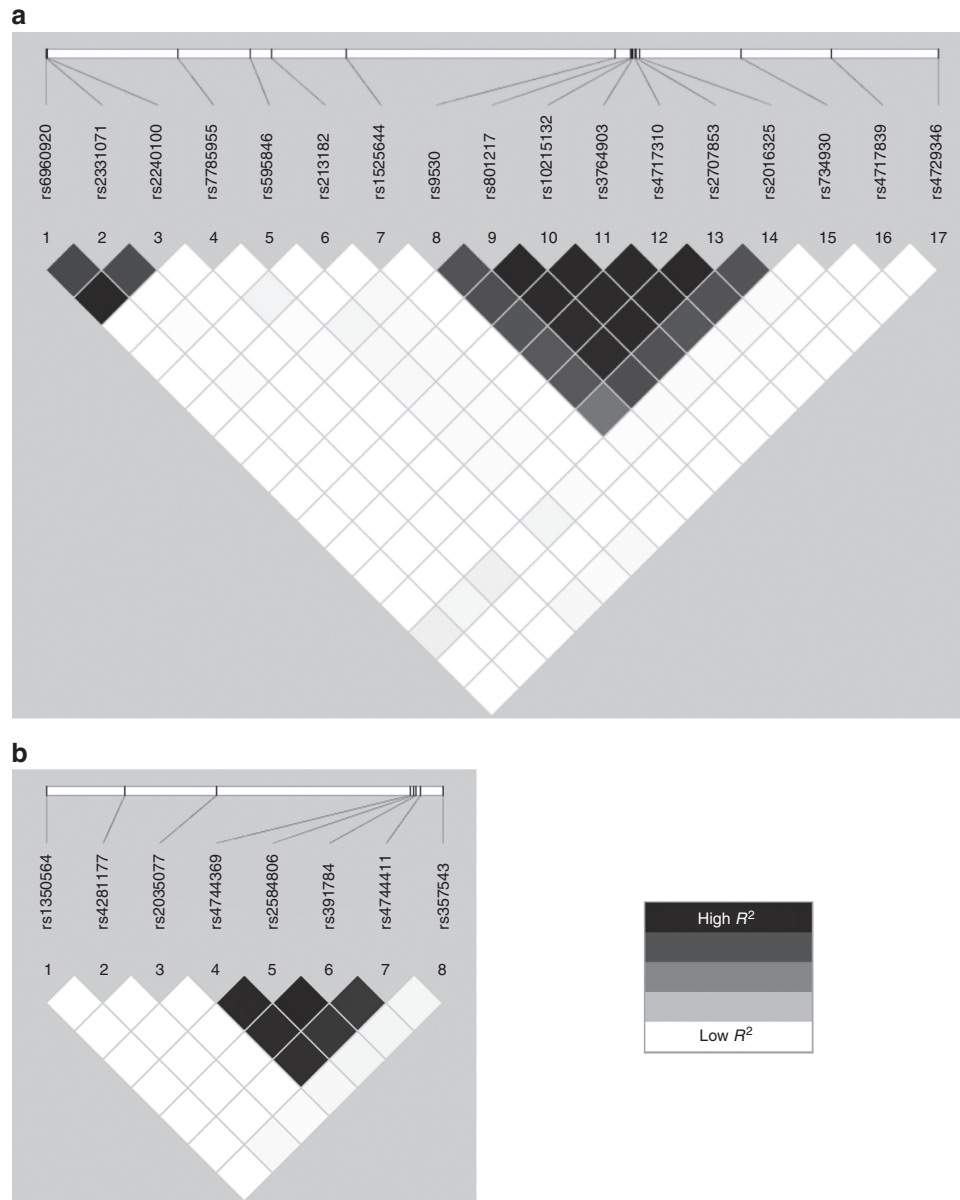 a
rs6960920 rs2331071 rs2240100 rs7785955 rs595846 rs213182 rs1525644 rs9530 rs801217 rs10215132 rs3764903 rs4717310 rs2707853 rs2016325 rs734930 rs4717839 rs4729346
1 2 3 4 5 6 7 8 9 10 11 12 13 14 15 16 17
b
rs1350564 rs4281177 rs2035077 rs4744369 rs2584806 rs391784 rs4744411 rs357543
1 2 3 4 5 6 7 8
High R²
Low R²